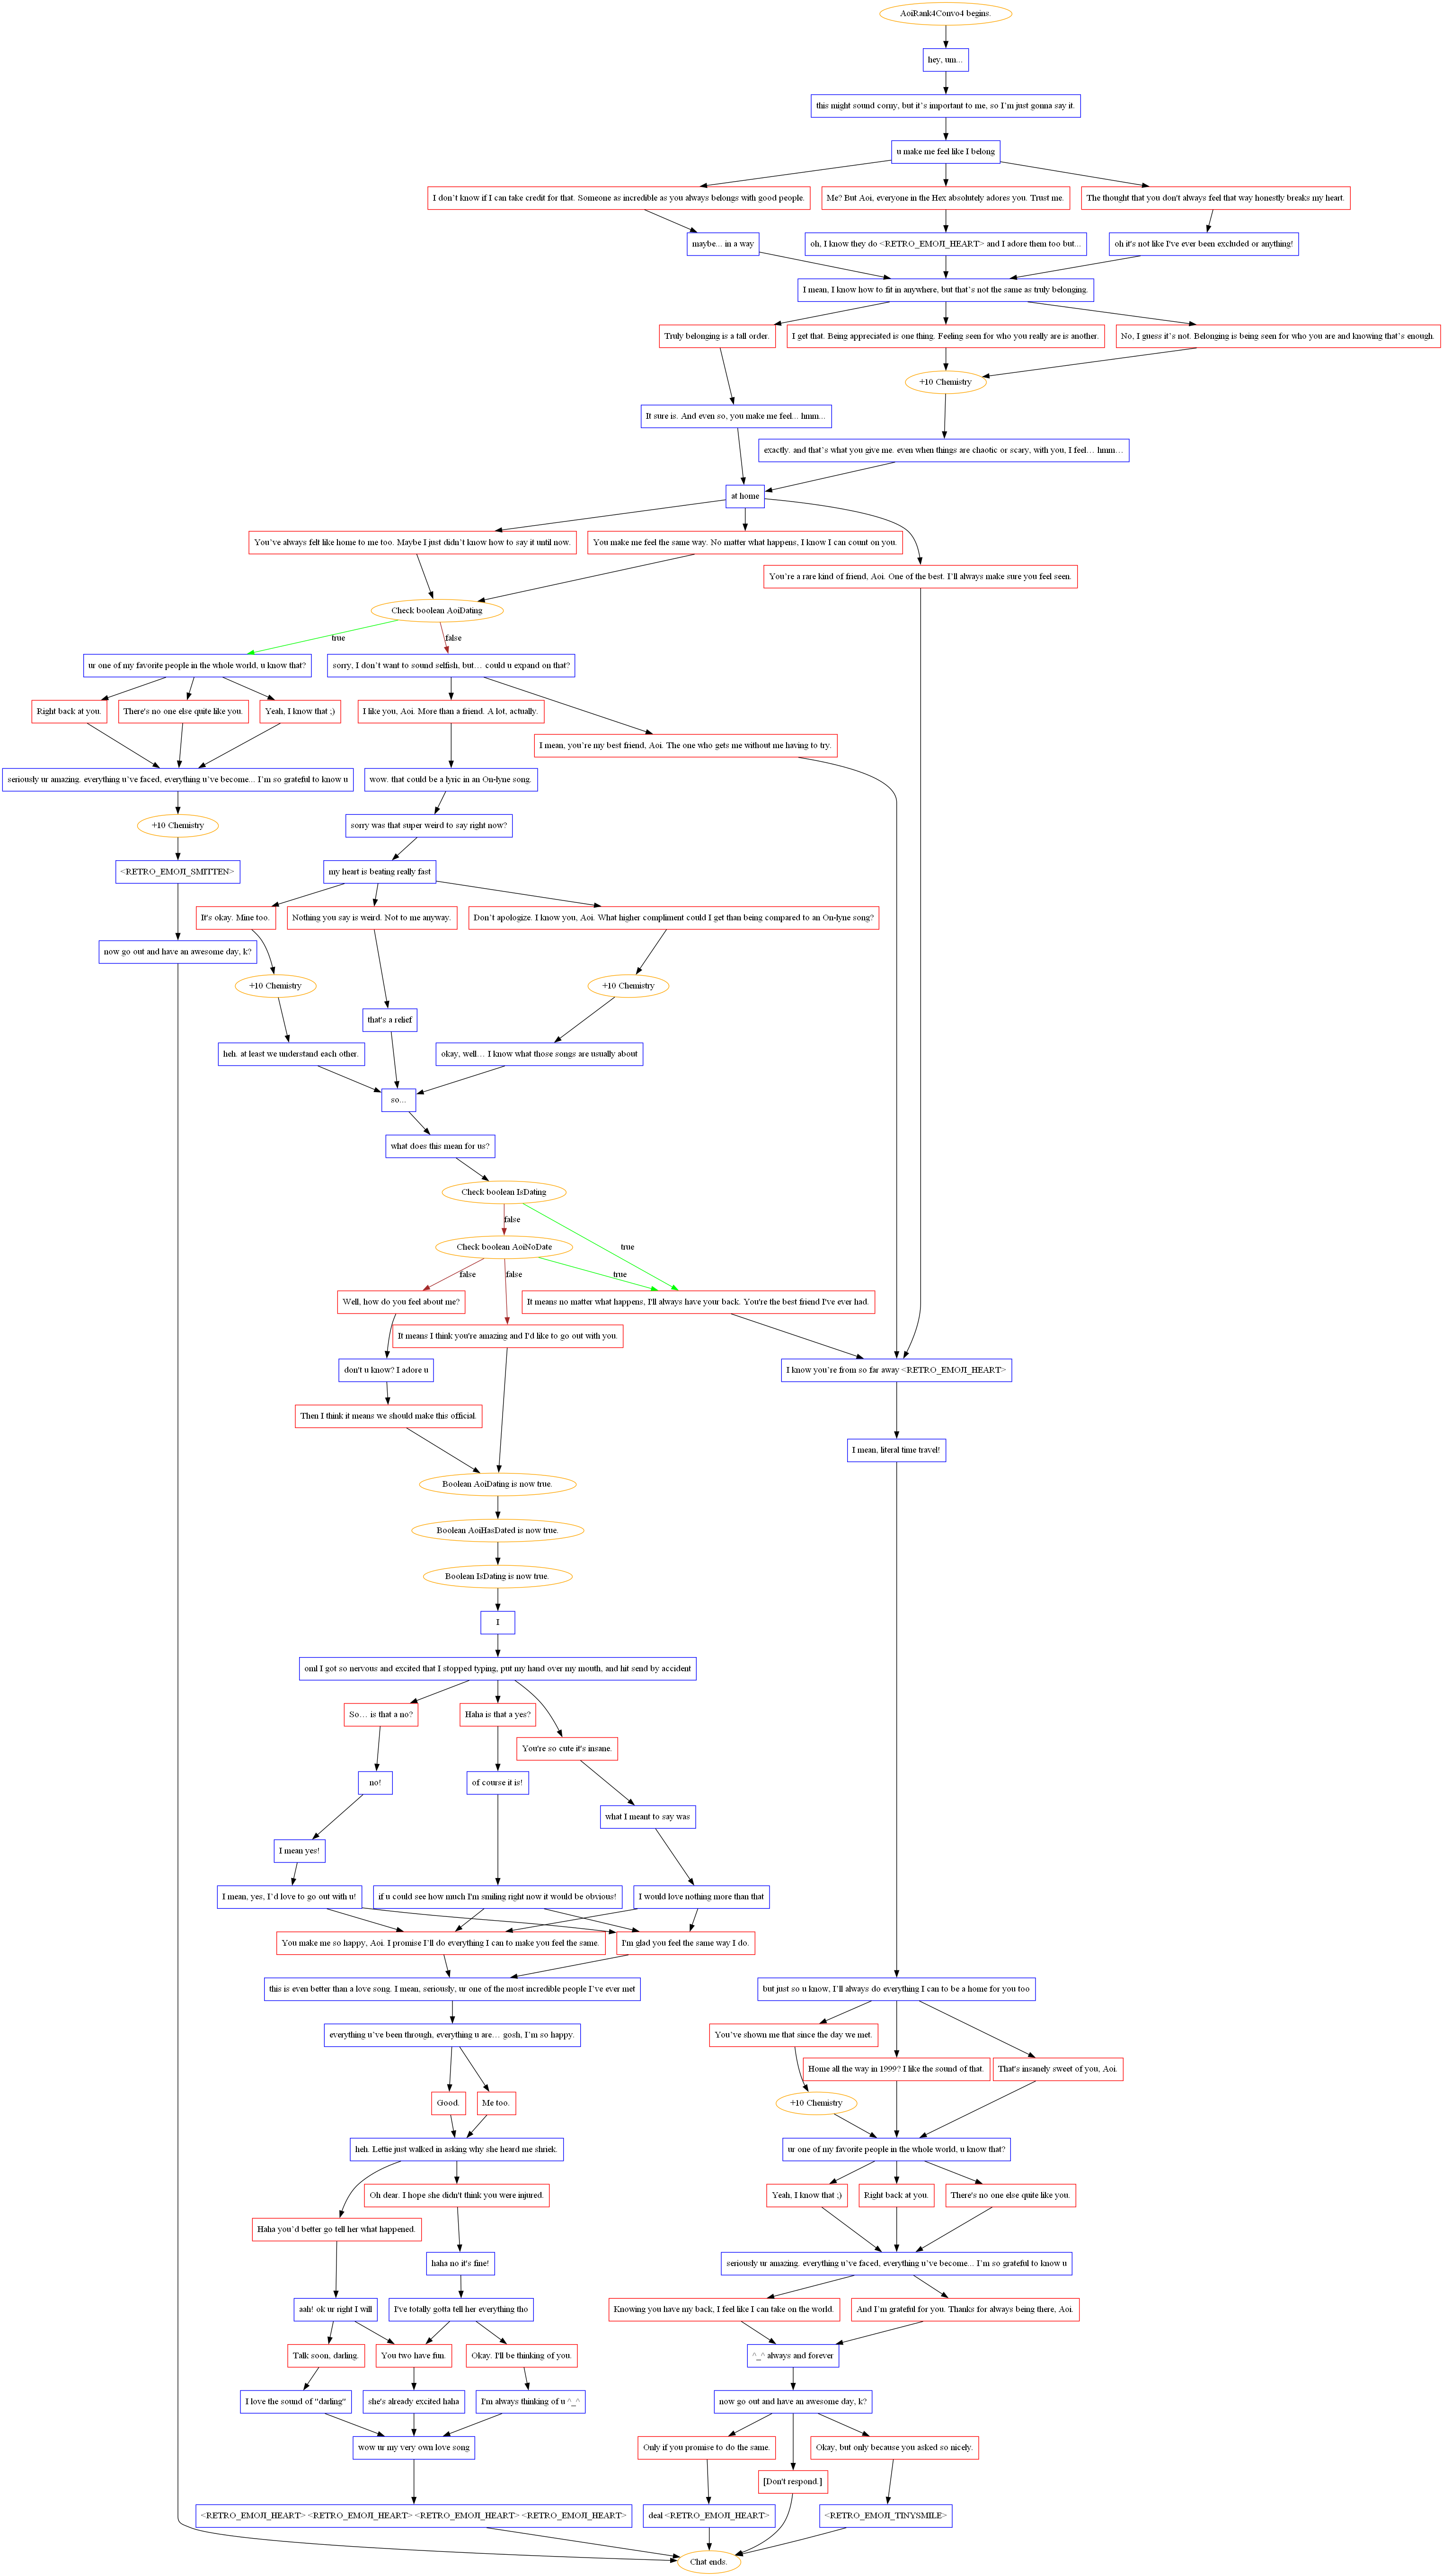 AoiRank4Convo4 begins.
hey, um...
this might sound corny, but it’s important to me, so I’m just gonna say it.
u make me feel like I belong
I don’t know if I can take credit for that. Someone as incredible as you always belongs with good people.
Me? But Aoi, everyone in the Hex absolutely adores you. Trust me.
The thought that you don't always feel that way honestly breaks my heart.
maybe... in a way
oh, I know they do <RETRO_EMOJI_HEART> and I adore them too but...
oh it's not like I've ever been excluded or anything!
I mean, I know how to fit in anywhere, but that’s not the same as truly belonging.
Truly belonging is a tall order.
I get that. Being appreciated is one thing. Feeling seen for who you really are is another.
No, I guess it’s not. Belonging is being seen for who you are and knowing that’s enough.
+10 Chemistry
It sure is. And even so, you make me feel... hmm...
exactly. and that’s what you give me. even when things are chaotic or scary, with you, I feel… hmm…
at home
You’ve always felt like home to me too. Maybe I just didn’t know how to say it until now.
You make me feel the same way. No matter what happens, I know I can count on you.
You’re a rare kind of friend, Aoi. One of the best. I’ll always make sure you feel seen.
Check boolean AoiDating
true
false
ur one of my favorite people in the whole world, u know that?
sorry, I don’t want to sound selfish, but… could u expand on that?
Right back at you.
There's no one else quite like you.
Yeah, I know that ;)
I like you, Aoi. More than a friend. A lot, actually.
I mean, you’re my best friend, Aoi. The one who gets me without me having to try.
seriously ur amazing. everything u’ve faced, everything u’ve become... I’m so grateful to know u
wow. that could be a lyric in an On-lyne song.
+10 Chemistry
sorry was that super weird to say right now?
<RETRO_EMOJI_SMITTEN>
my heart is beating really fast
It's okay. Mine too.
Nothing you say is weird. Not to me anyway.
Don’t apologize. I know you, Aoi. What higher compliment could I get than being compared to an On-lyne song?
now go out and have an awesome day, k?
+10 Chemistry
+10 Chemistry
that's a relief
heh. at least we understand each other.
okay, well… I know what those songs are usually about
so...
what does this mean for us?
Check boolean IsDating
false
true
Check boolean AoiNoDate
false
false
true
Well, how do you feel about me?
It means no matter what happens, I'll always have your back. You're the best friend I've ever had.
It means I think you're amazing and I'd like to go out with you.
don't u know? I adore u
I know you’re from so far away <RETRO_EMOJI_HEART>
Then I think it means we should make this official.
I mean, literal time travel!
Boolean AoiDating is now true.
Boolean AoiHasDated is now true.
Boolean IsDating is now true.
I
oml I got so nervous and excited that I stopped typing, put my hand over my mouth, and hit send by accident
So… is that a no?
Haha is that a yes?
You're so cute it's insane.
no!
of course it is!
what I meant to say was
I mean yes!
I mean, yes, I’d love to go out with u!
if u could see how much I'm smiling right now it would be obvious!
I would love nothing more than that
You make me so happy, Aoi. I promise I’ll do everything I can to make you feel the same.
I'm glad you feel the same way I do.
this is even better than a love song. I mean, seriously, ur one of the most incredible people I’ve ever met
but just so u know, I’ll always do everything I can to be a home for you too
everything u’ve been through, everything u are… gosh, I’m so happy.
You’ve shown me that since the day we met.
Home all the way in 1999? I like the sound of that.
That's insanely sweet of you, Aoi.
Good.
Me too.
+10 Chemistry
heh. Lettie just walked in asking why she heard me shriek.
ur one of my favorite people in the whole world, u know that?
Oh dear. I hope she didn't think you were injured.
Yeah, I know that ;)
Right back at you.
There's no one else quite like you.
Haha you’d better go tell her what happened.
haha no it's fine!
seriously ur amazing. everything u’ve faced, everything u’ve become... I’m so grateful to know u
aah! ok ur right I will
I've totally gotta tell her everything tho
Knowing you have my back, I feel like I can take on the world.
And I’m grateful for you. Thanks for always being there, Aoi.
Talk soon, darling.
You two have fun.
Okay. I'll be thinking of you.
^_^ always and forever
I love the sound of "darling"
she's already excited haha
I'm always thinking of u ^_^
now go out and have an awesome day, k?
wow ur my very own love song
Only if you promise to do the same.
Okay, but only because you asked so nicely.
[Don't respond.]
<RETRO_EMOJI_HEART> <RETRO_EMOJI_HEART> <RETRO_EMOJI_HEART> <RETRO_EMOJI_HEART>
deal <RETRO_EMOJI_HEART>
<RETRO_EMOJI_TINYSMILE>
Chat ends.